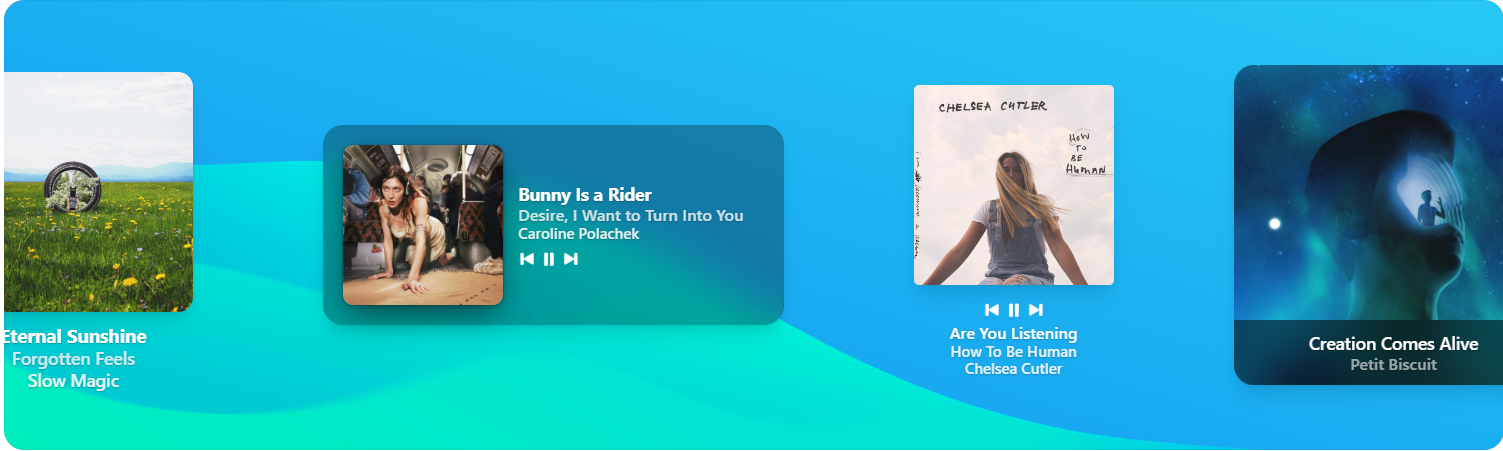 Eternal Sunshine
Forgotten Feels
Slow Magic
Bunny Is a Rider
Desire, I Want to Turn Into You
Caroline Polachek
CHELSEA CUTLER
HOW
TO
BE
HUMAN
Are You Listening
How To Be Human
Chelsea Cutler
Creation Comes Alive
Petit Biscuit